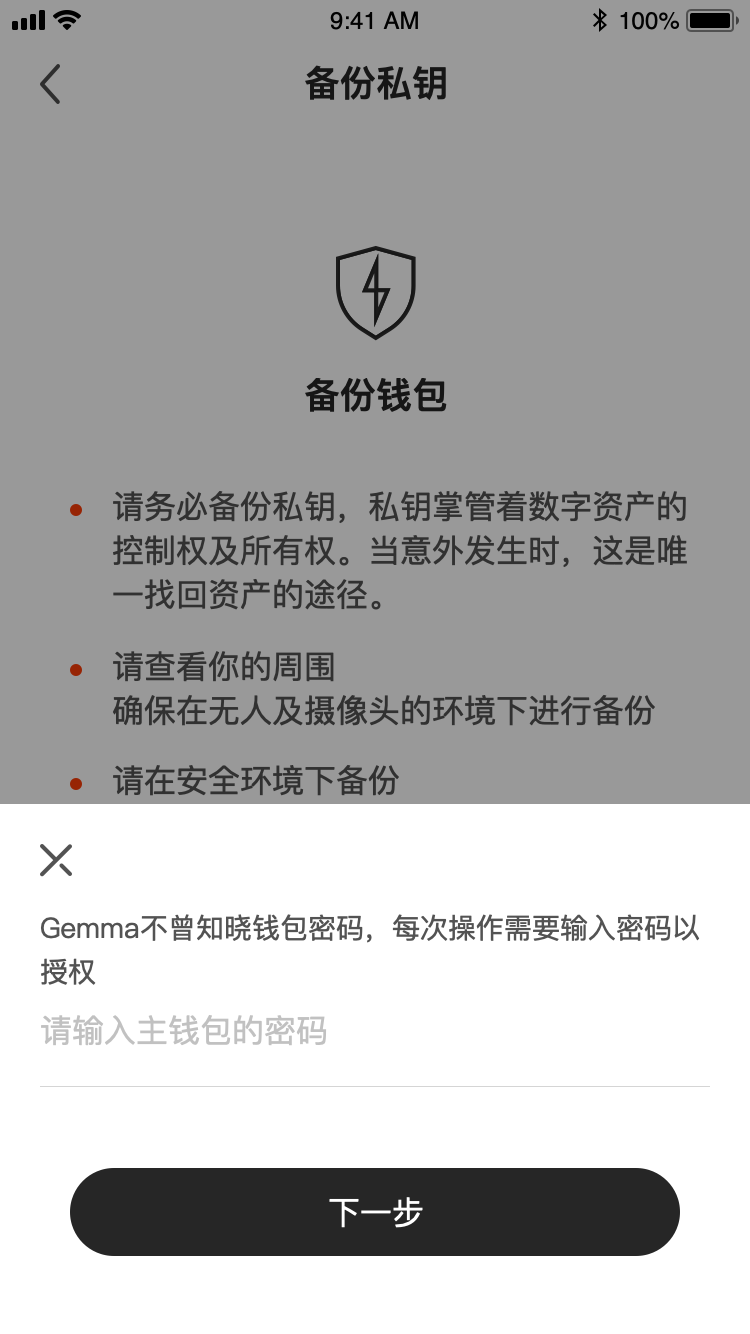 9:41 AM
100%
备份私钥
备份钱包
请务必备份私钥，私钥掌管着数字资产的
控制权及所有权。当意外发生时，这是唯
一找回资产的途径。
请查看你的周围
确保在无人及摄像头的环境下进行备份
请在安全环境下备份
Gemma不曾知晓钱包密码，每次操作需要输入密码以
授权
请输入主钱包的密码
下一步